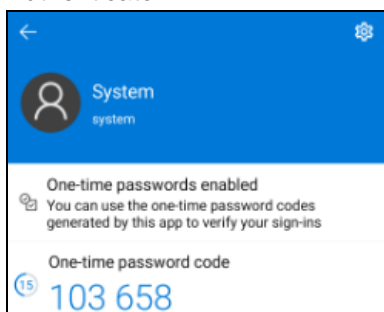 System
system
One-time passwords enabled
You can use the one-time password codes
generated by this app to verify your sign-ins
One-time password code
15
103 658